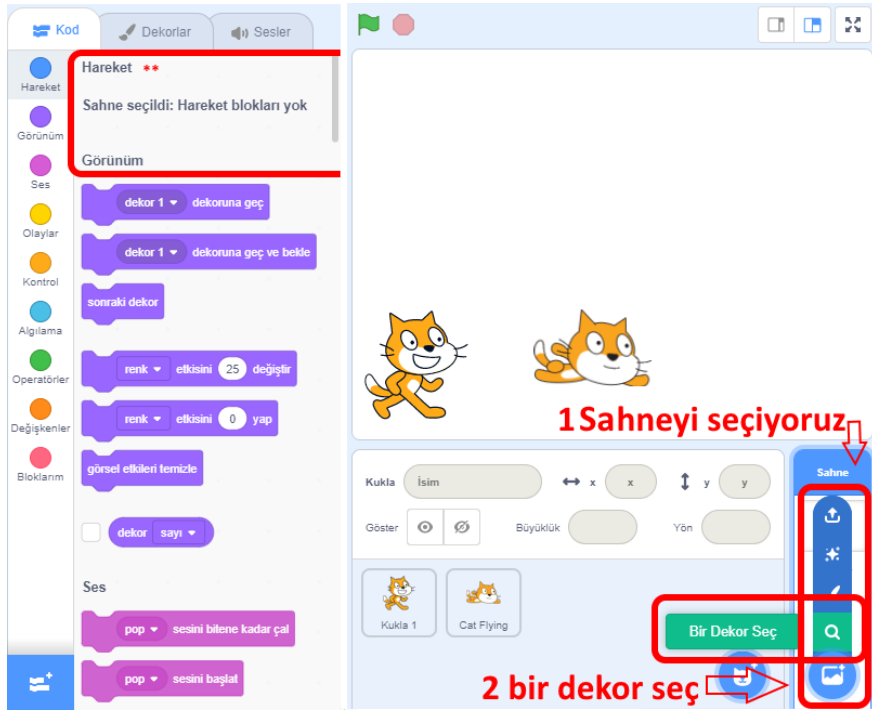 Kod
Dekorlar
Sesler
Hareket
Görünüm
Ses
Olaylar
Kontrol
Algılama
Operatörler
Değişkenler
Bloklarım
Hareket **
Sahne seçildi: Hareket blokları yok
Görünüm
dekor 1 dekoruna geç
dekor 1 dekoruna geç ve bekle
sonraki dekor
renk etkisini 25 değiştir
renk etkisini 0 yap
görsel etkileri temizle
dekor sayı
Ses
pop sesini bitene kadar çal
pop sesini başlat
1 Sahneyi seçiyoruz
Kukla İsim x x y y
Göster Büyüklük Yön
Sahne
Kukla 1
Cat Flying
Bir Dekor Seç
2 bir dekor seç